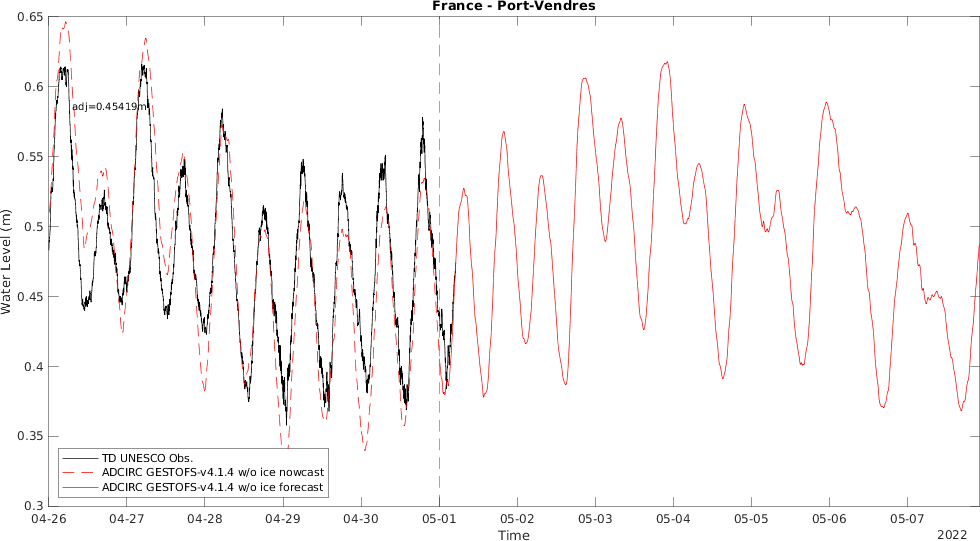 France - Port-Vendres
Water Level (m)
0.65
0.6
0.55
0.5
0.45
0.4
0.35
0.3
adj=0.45419m
TD UNESCO Obs.
ADCIRC GESTOFS-v4.1.4 w/o ice nowcast
ADCIRC GESTOFS-v4.1.4 w/o ice forecast
04-26 04-27 04-28 04-29 04-30 05-01 05-02 05-03 05-04 05-05 05-06 05-07
Time
2022